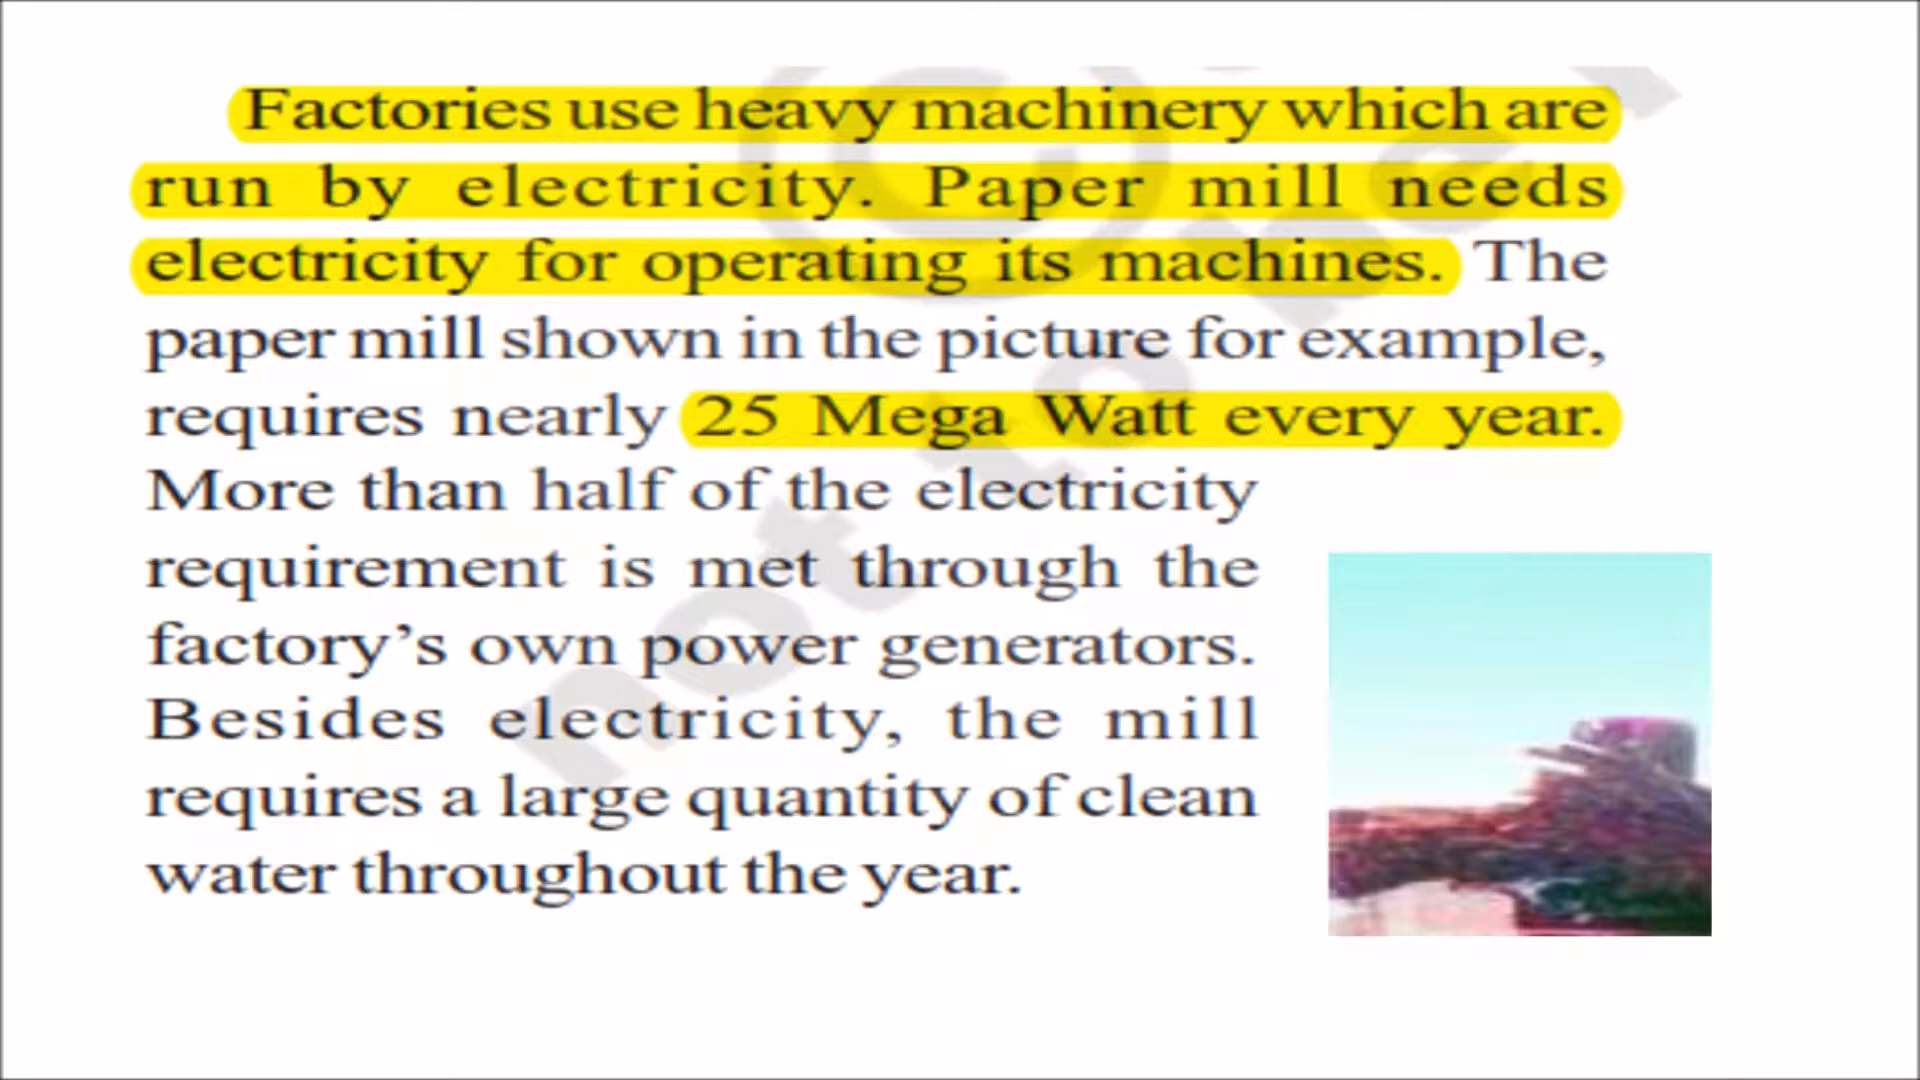 Factories use heavy machinery which are
run by electricity. Paper mill needs
electricity for operating its machines. The
paper mill shown in the picture for example,
requires nearly 25 Mega Watt every year.
More than half of the electricity
requirement is met through the
factory’s own power generators.
Besides electricity, the mill
requires a large quantity of clean
water throughout the year.
not to